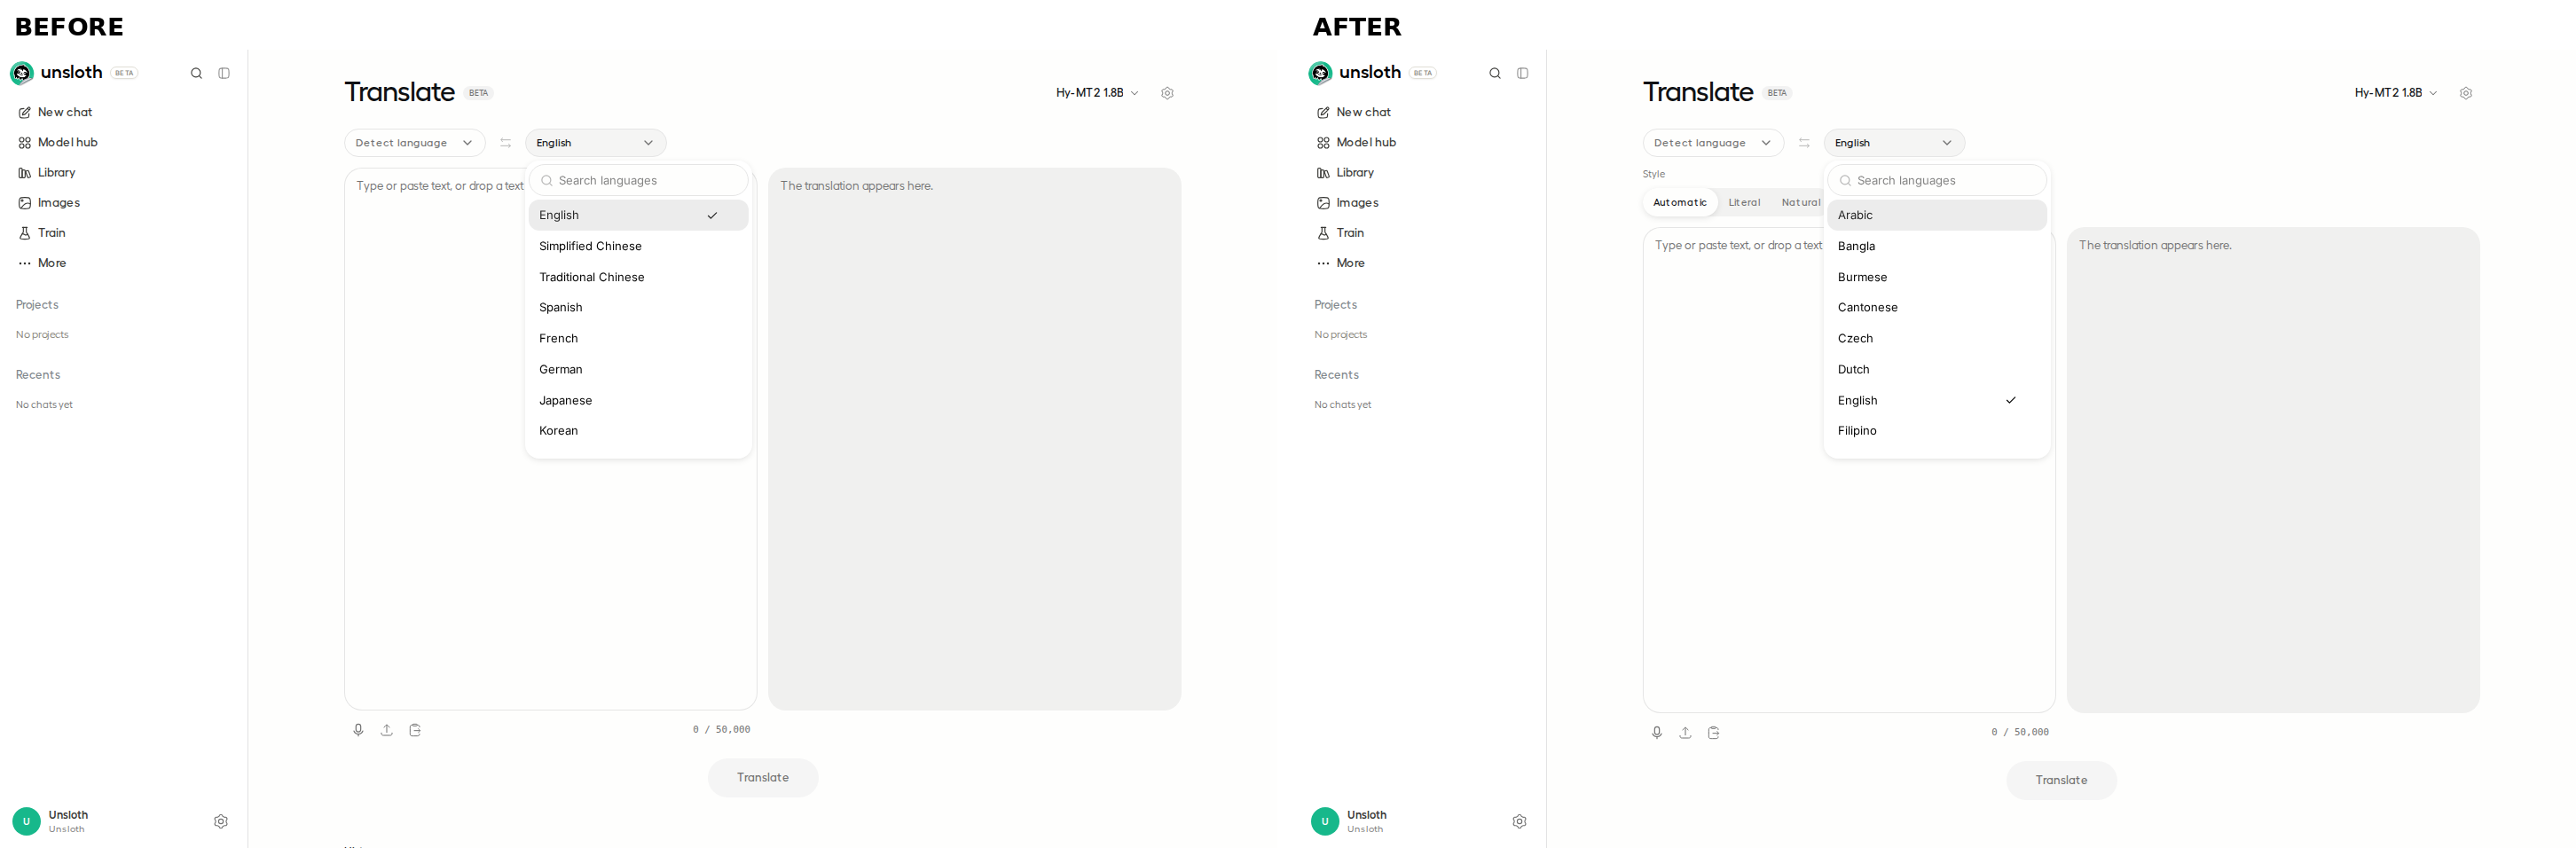 BEFORE
unsloth BETA
New chat
Model hub
Library
Images
Train
More
Projects
No projects
Recents
No chats yet
U
Unsloth
Unsloth
Translate BETA
Hy-MT2 1.8B
Detect language
English
Type or paste text, or drop a text
Search languages
English
Simplified Chinese
Traditional Chinese
Spanish
French
German
Japanese
Korean
The translation appears here.
0 / 50,000
Translate
AFTER
unsloth BETA
New chat
Model hub
Library
Images
Train
More
Projects
No projects
Recents
No chats yet
U
Unsloth
Unsloth
Translate BETA
Hy-MT2 1.8B
Detect language
English
Style
Automatic Literal Natural
Type or paste text, or drop a text
Search languages
Arabic
Bangla
Burmese
Cantonese
Czech
Dutch
English
Filipino
The translation appears here.
0 / 50,000
Translate